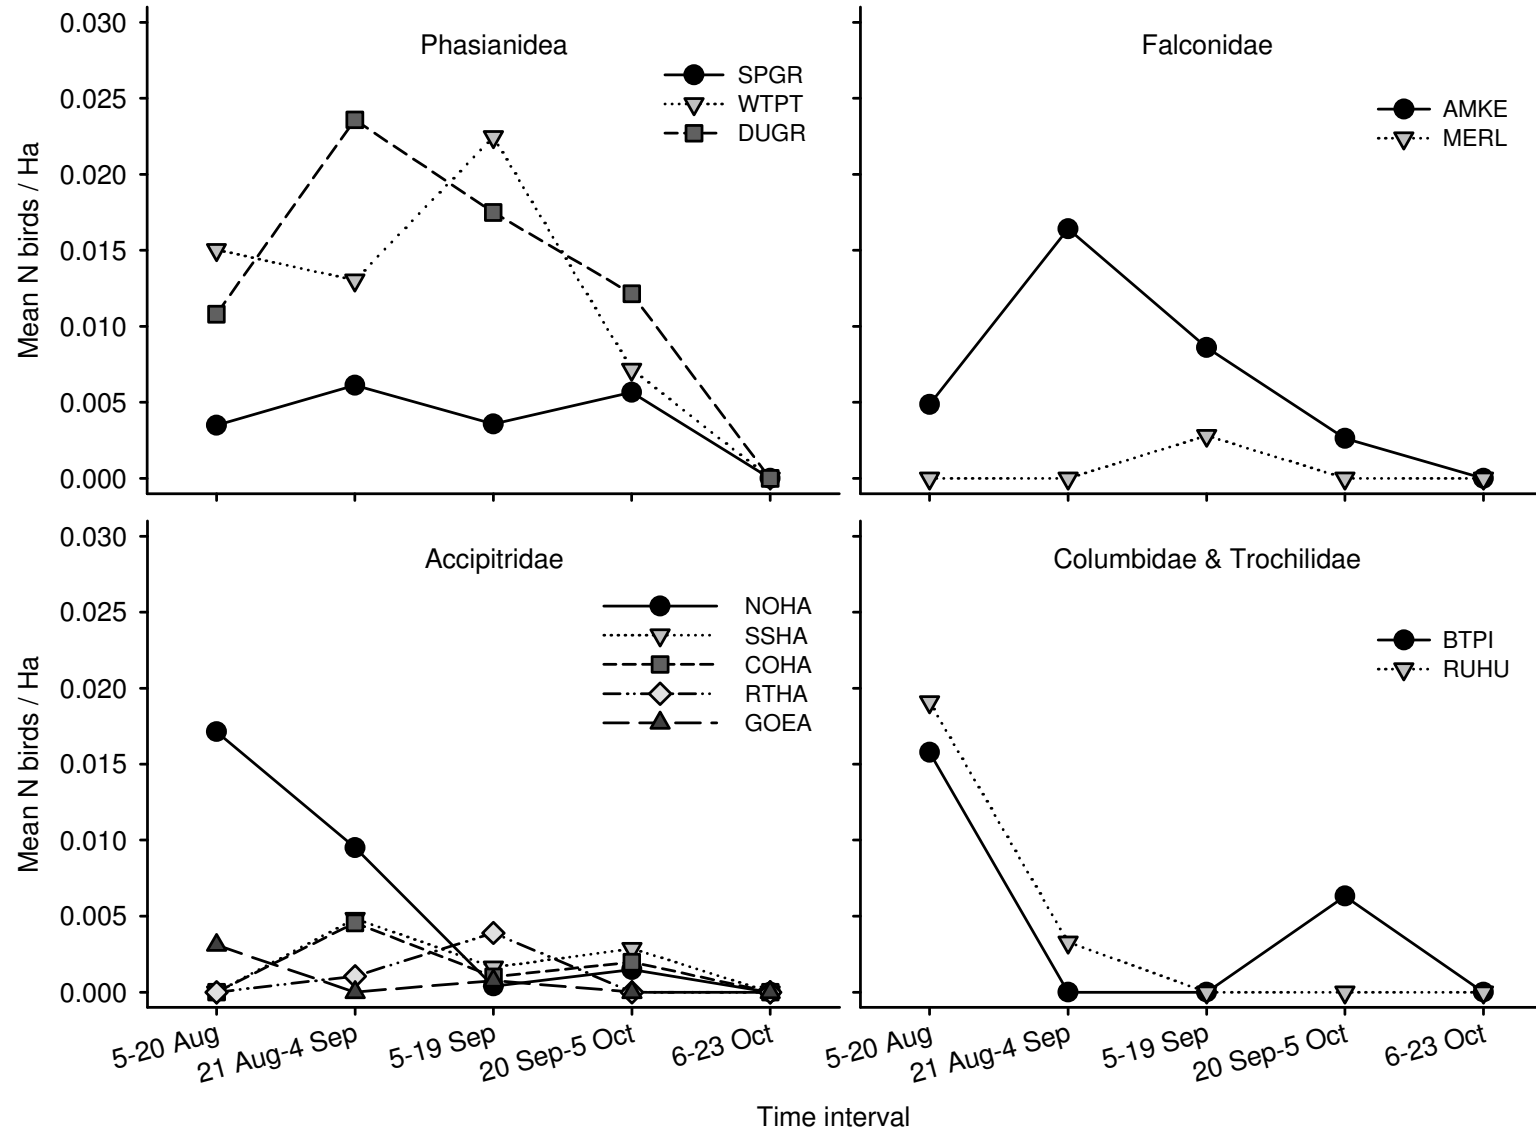 Phasianidea
SPGR
WTPT
DUGR
0.030
0.025
0.020
0.015
0.010
0.005
0.000
Mean N birds / Ha
Falconidae
AMKE
MERL
Accipitridae
NOHA
SSHA
COHA
RTHA
GOEA
0.030
0.025
0.020
0.015
0.010
0.005
0.000
Mean N birds / Ha
5-20 Aug
21 Aug-4 Sep
5-19 Sep
20 Sep-5 Oct
6-23 Oct
Columbidae & Trochilidae
BTPI
RUHU
5-20 Aug
21 Aug-4 Sep
5-19 Sep
20 Sep-5 Oct
6-23 Oct
Time interval